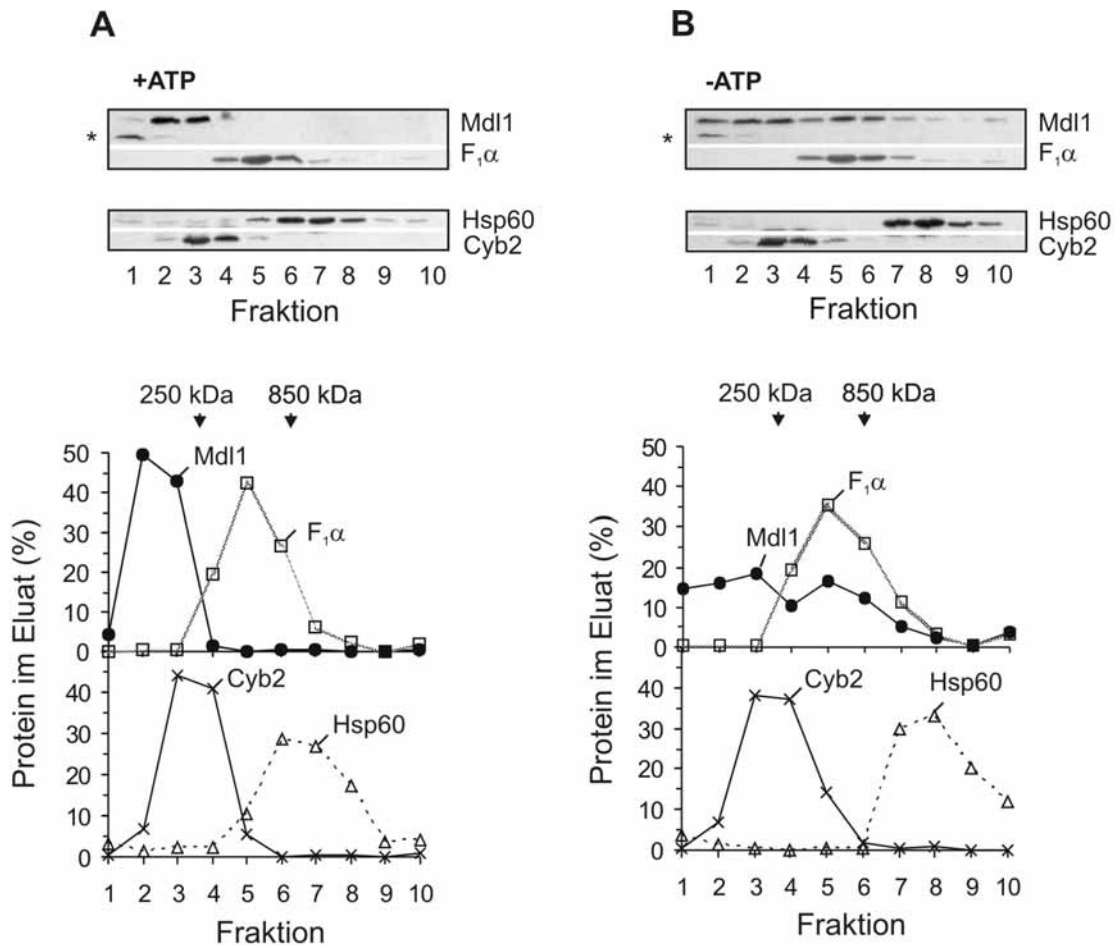 A
+ATP
*
Mdl1
F₁α
Hsp60
Cyb2
1 2 3 4 5 6 7 8 9 10
Fraktion
250 kDa 850 kDa
Protein im Eluat (%)
50
40
30
20
10
0
Mdl1
F₁α
40
30
20
10
0
Cyb2
Hsp60
1 2 3 4 5 6 7 8 9 10
Fraktion
B
-ATP
*
Mdl1
F₁α
Hsp60
Cyb2
1 2 3 4 5 6 7 8 9 10
Fraktion
250 kDa 850 kDa
Protein im Eluat (%)
50
40
30
20
10
0
Mdl1
F₁α
40
30
20
10
0
Cyb2
Hsp60
1 2 3 4 5 6 7 8 9 10
Fraktion